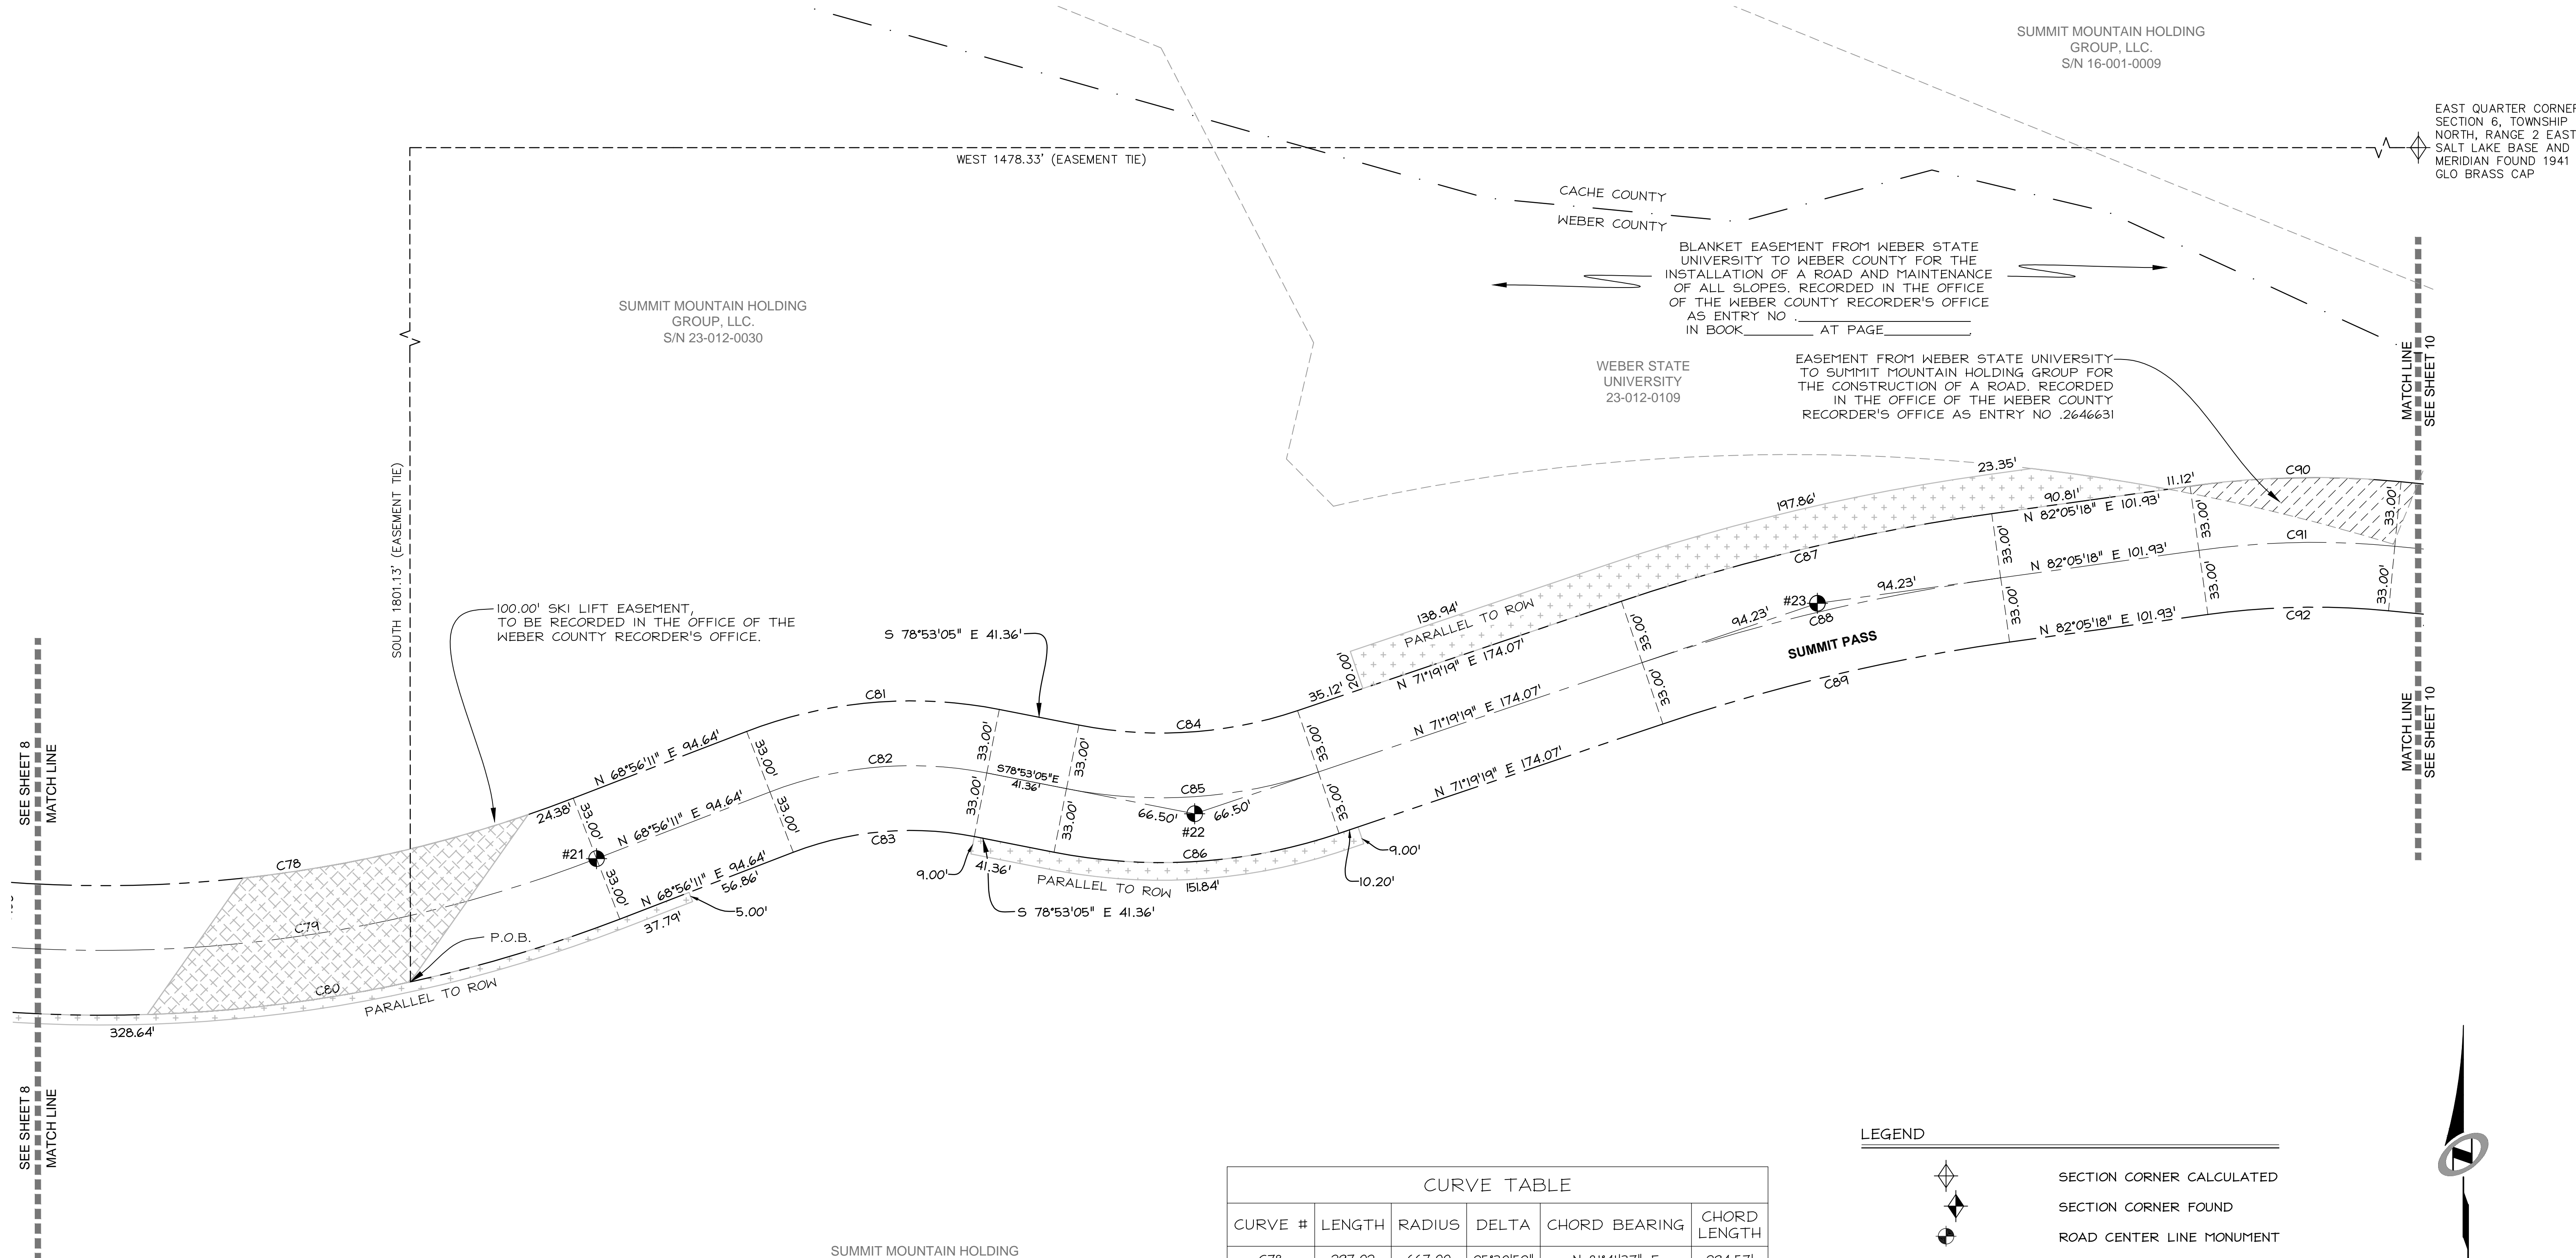 SUMMIT MOUNTAIN HOLDING
GROUP, LLC.
S/N 16-001-0009
EAST QUARTER CORNER
SECTION 6, TOWNSHIP
NORTH, RANGE 2 EAST
SALT LAKE BASE AND
MERIDIAN FOUND 1941
GLO BRASS CAP
WEST 1478.33' (EASEMENT TIE)
CACHE COUNTY
WEBER COUNTY
BLANKET EASEMENT FROM WEBER STATE
UNIVERSITY TO WEBER COUNTY FOR THE
INSTALLATION OF A ROAD AND MAINTENANCE
OF ALL SLOPES. RECORDED IN THE OFFICE
OF THE WEBER COUNTY RECORDER'S OFFICE
AS ENTRY NO .
IN BOOK AT PAGE
SUMMIT MOUNTAIN HOLDING
GROUP, LLC.
S/N 23-012-0030
WEBER STATE
UNIVERSITY
23-012-0109
EASEMENT FROM WEBER STATE UNIVERSITY
TO SUMMIT MOUNTAIN HOLDING GROUP FOR
THE CONSTRUCTION OF A ROAD. RECORDED
IN THE OFFICE OF THE WEBER COUNTY
RECORDER'S OFFICE AS ENTRY NO .2646631
MATCH LINE
SEE SHEET 10
SOUTH 1801.13' (EASEMENT TIE)
23.35'
197.86'
90.81'
11.12'
C90
N 82°05'18" E 101.93'
33.00'
33.00'
33.00'
C87
C91
N 82°05'18" E 101.93'
94.23'
#23
94.23'
C88
33.00'
33.00'
33.00'
SUMMIT PASS
N 82°05'18" E 101.93'
C92
C89
138.94'
PARALLEL TO ROW
20.00'
35.12'
N 71°19'19" E 174.07'
33.00'
33.00'
N 71°19'19" E 174.07'
N 71°19'19" E 174.07'
100.00' SKI LIFT EASEMENT,
TO BE RECORDED IN THE OFFICE OF THE
WEBER COUNTY RECORDER'S OFFICE.
S 78°53'05" E 41.36'
C81
C84
N 68°56'11" E 94.64'
33.00'
33.00'
33.00'
33.00'
C82
S78°53'05"E
41.36'
C85
33.00'
33.00'
33.00'
33.00'
66.50'
66.50'
#22
24.38'
33.00'
N 68°56'11" E 94.64'
#21
33.00'
C83
C86
N 68°56'11" E 94.64'
56.86'
37.79'
5.00'
9.00'
41.36'
PARALLEL TO ROW
151.84'
9.00'
10.20'
S 78°53'05" E 41.36'
C78
C79
C80
P.O.B.
PARALLEL TO ROW
328.64'
SEE SHEET 8
MATCH LINE
SEE SHEET 8
MATCH LINE
MATCH LINE
SEE SHEET 10
SUMMIT MOUNTAIN HOLDING
CURVE TABLE
CURVE # LENGTH RADIUS DELTA CHORD BEARING CHORD LENGTH
C78
LEGEND
SECTION CORNER CALCULATED
SECTION CORNER FOUND
ROAD CENTER LINE MONUMENT
N